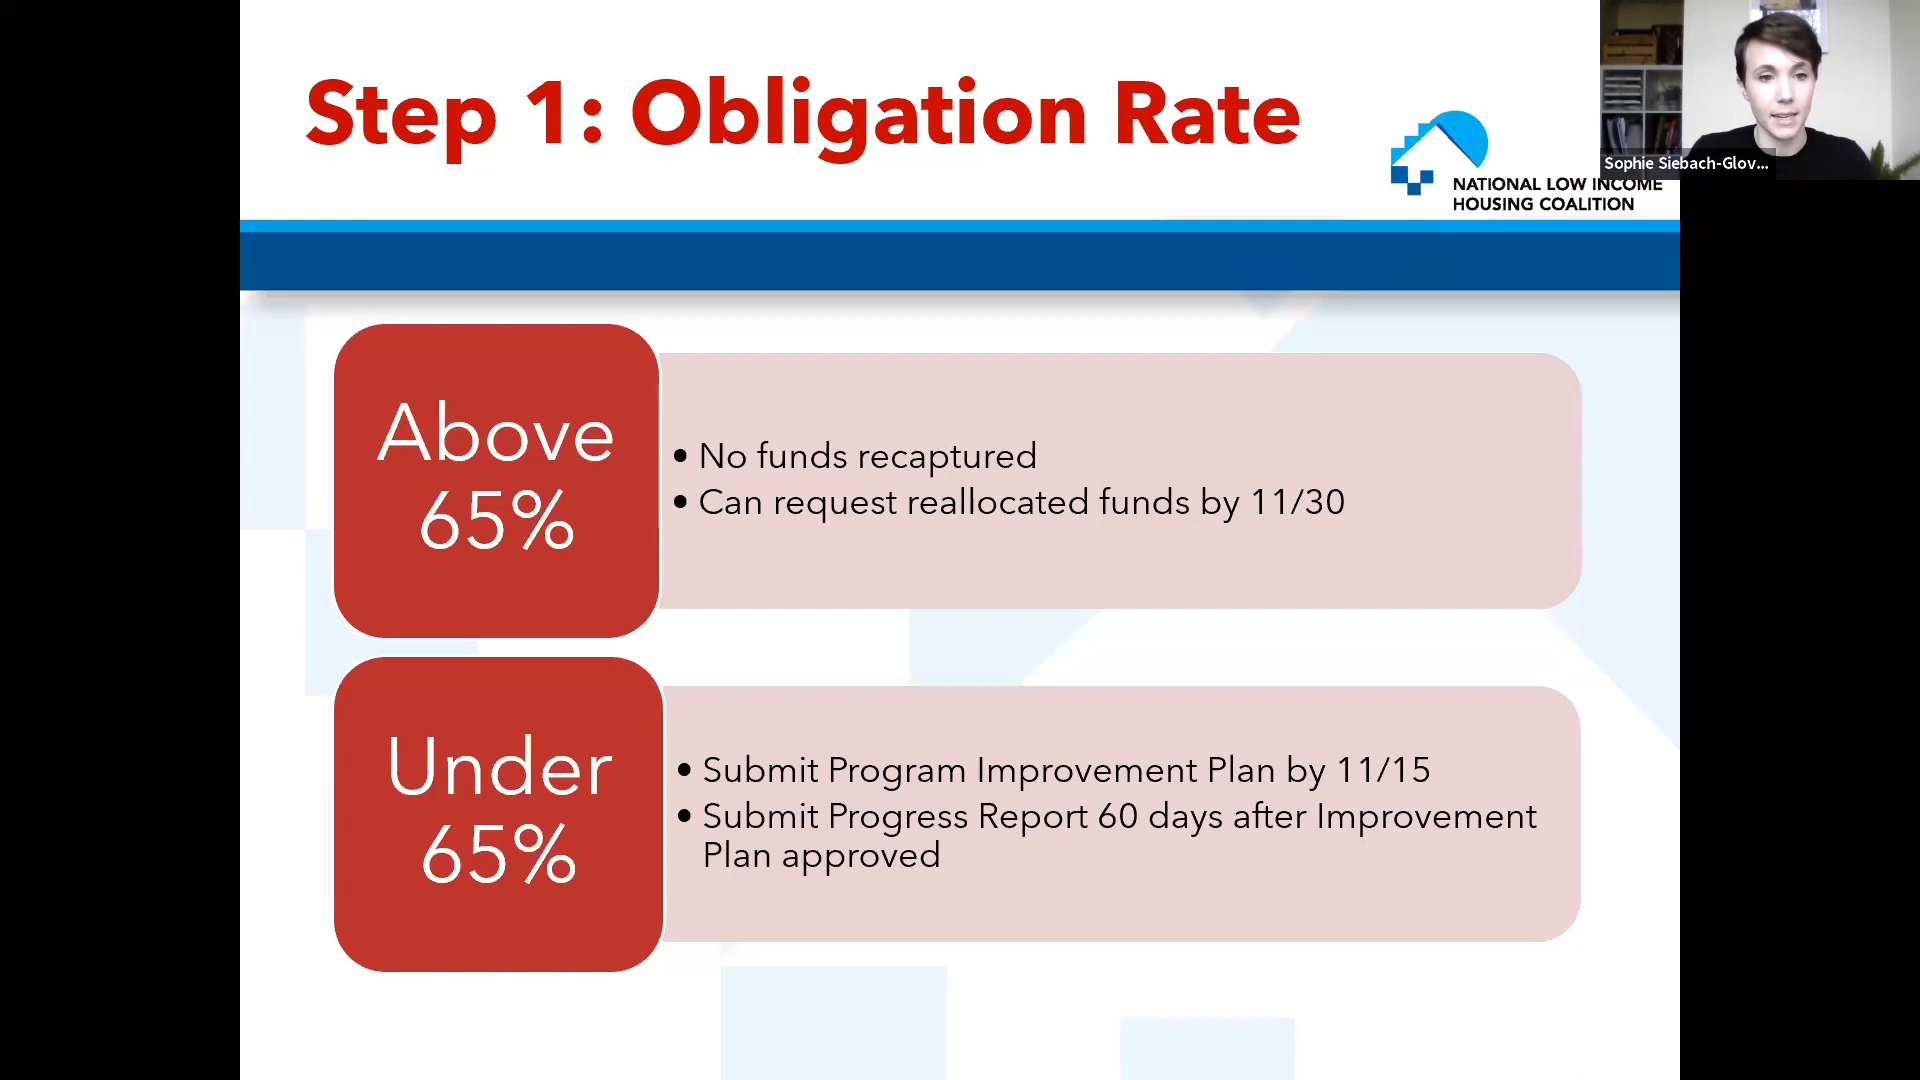 Step 1: Obligation Rate
NATIONAL LOW INCOME
HOUSING COALITION
Sophie Siebach-Glov...
Above
65%
• No funds recaptured
• Can request reallocated funds by 11/30
Under
65%
• Submit Program Improvement Plan by 11/15
• Submit Progress Report 60 days after Improvement
Plan approved